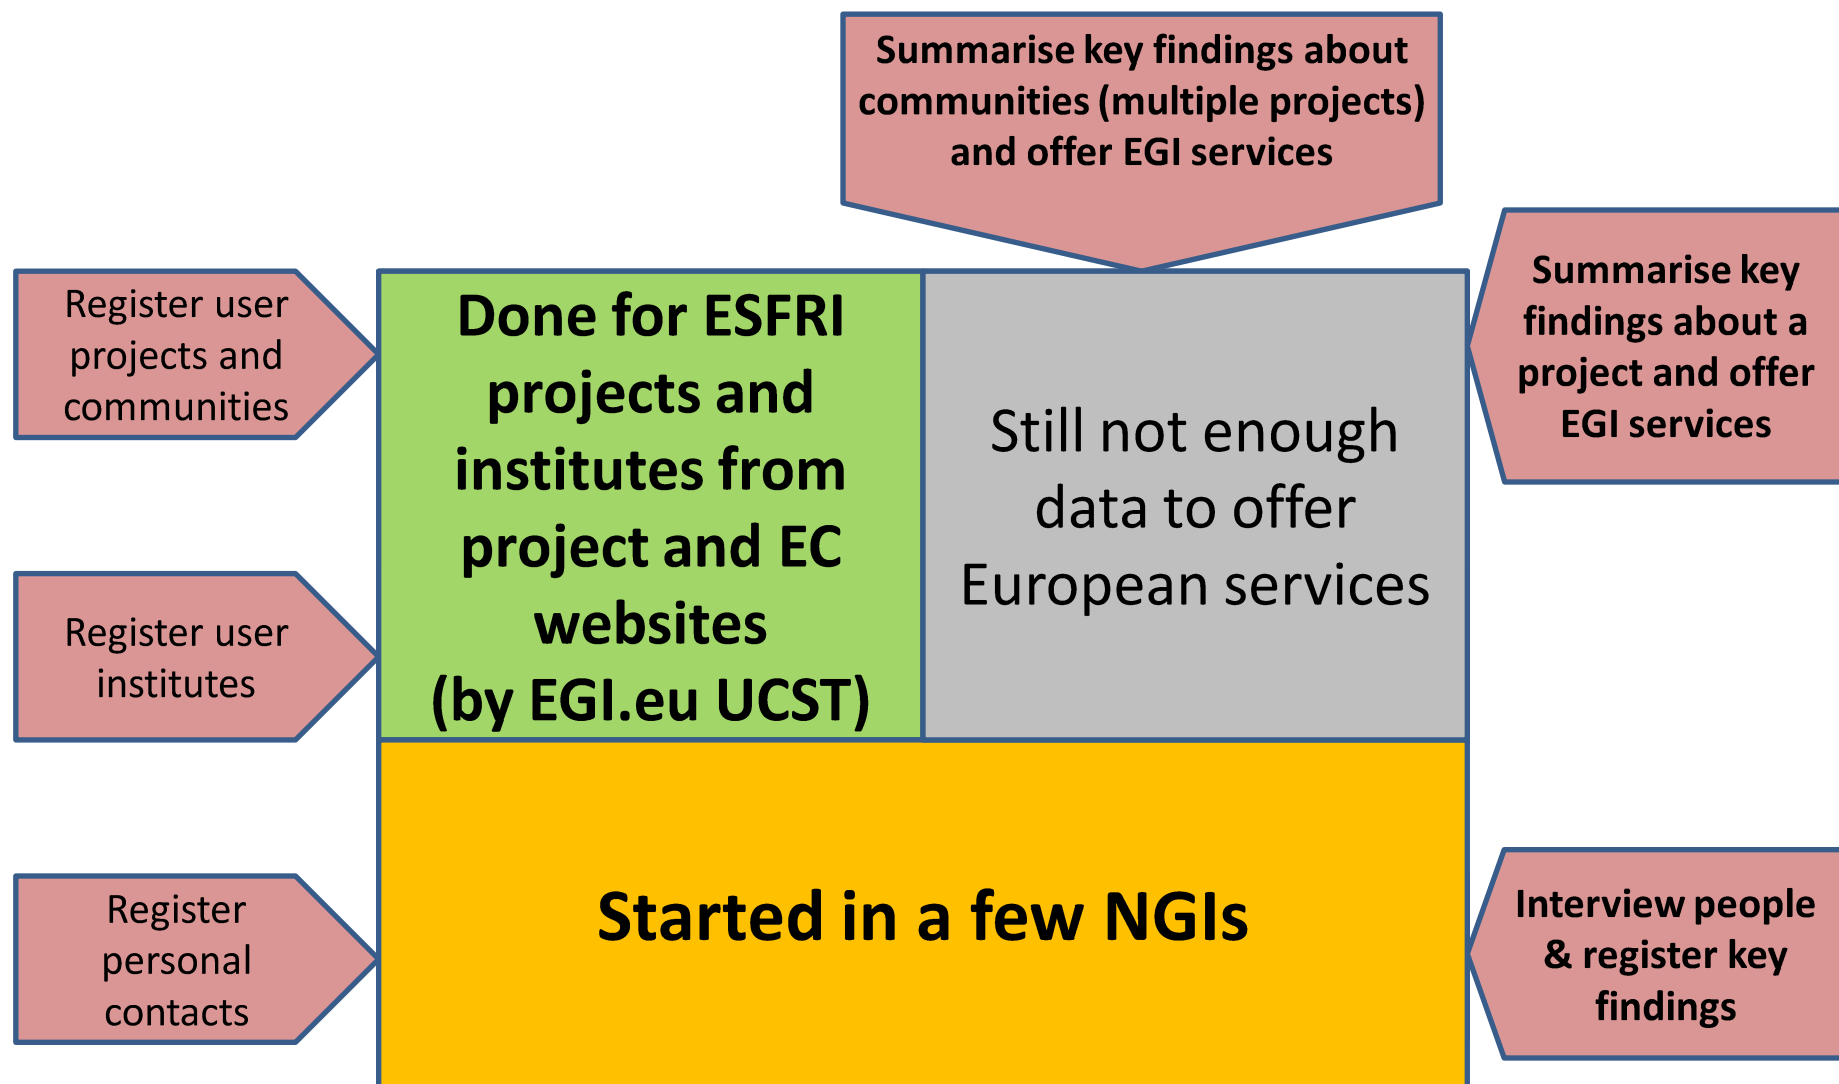 Summarise key findings about
communities (multiple projects)
and offer EGI services
Register user
projects and
communities
Done for ESFRI
projects and
institutes from
project and EC
websites
(by EGI.eu UCST)
Still not enough
data to offer
European services
Summarise key
findings about a
project and offer
EGI services
Register user
institutes
Register
personal
contacts
Started in a few NGIs
Interview people
& register key
findings